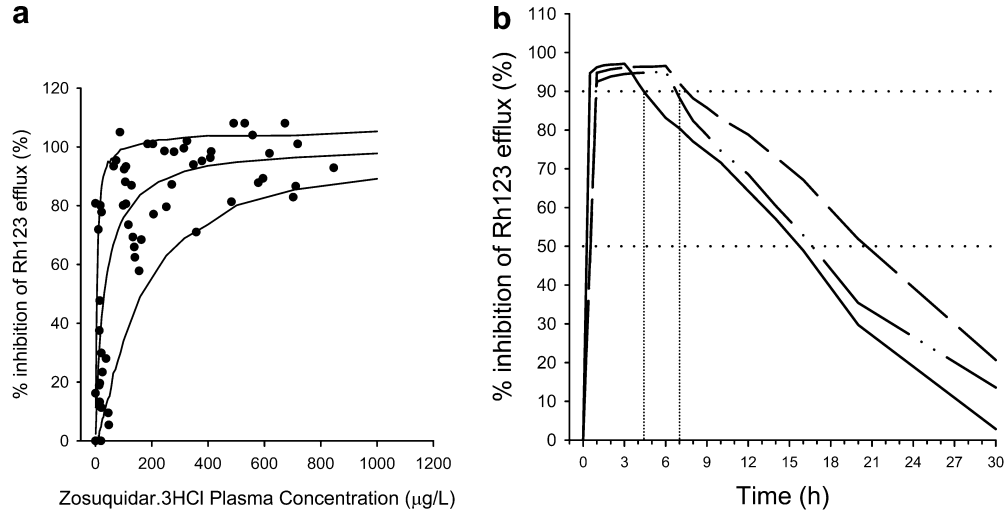 a
% inhibition of Rh123 efflux (%)
120
100
80
60
40
20
0
0 200 400 600 800 1000 1200
Zosuquidar.3HCl Plasma Concentration (µg/L)
b
% inhibition of Rh123 efflux (%)
110
100
90
80
70
60
50
40
30
20
10
0
0 3 6 9 12 15 18 21 24 27 30
Time (h)